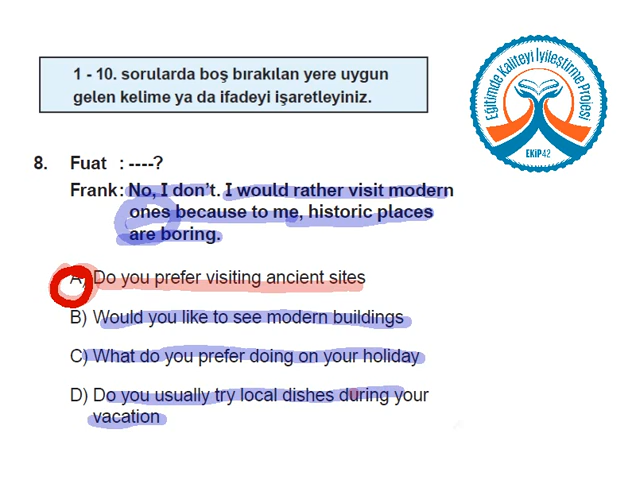 1 - 10. sorularda boş bırakılan yere uygun
gelen kelime ya da ifadeyi işaretleyiniz.
Eğitimde Kaliteyi İyileştirme Projesi
EKİP42
8. Fuat : ----?
Frank: No, I don't. I would rather visit modern
ones because to me, historic places
are boring.
A) Do you prefer visiting ancient sites
B) Would you like to see modern buildings
C) What do you prefer doing on your holiday
D) Do you usually try local dishes during your
vacation